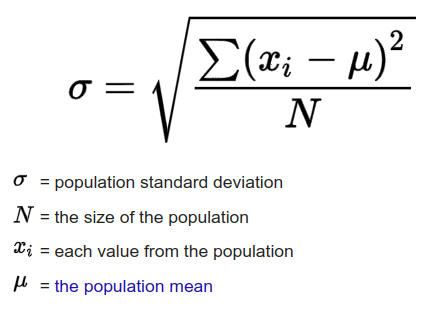 σ = √(∑(xᵢ − μ)² / N)
σ = population standard deviation
N = the size of the population
xᵢ = each value from the population
μ = the population mean